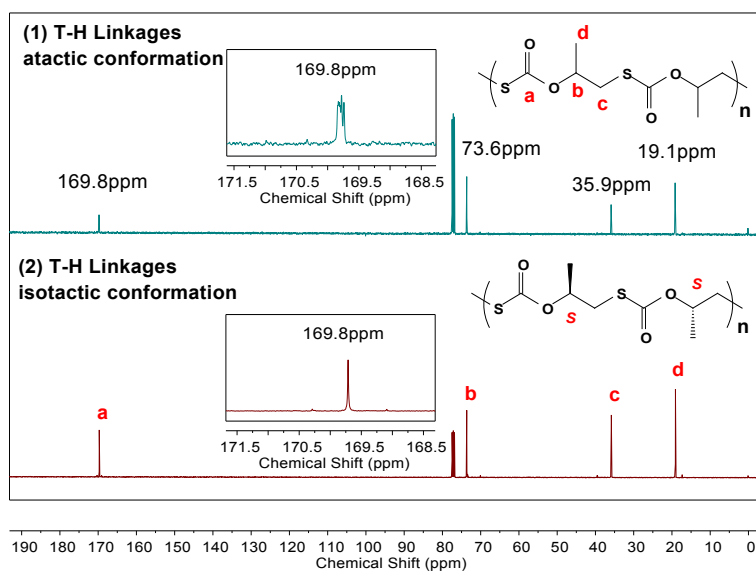 (1) T-H Linkages
atactic conformation
169.8ppm
171.5 170.5 169.5 168.5
Chemical Shift (ppm)
O
S
O
S
O
O
n
a
b
c
d
169.8ppm
73.6ppm
35.9ppm
19.1ppm
(2) T-H Linkages
isotactic conformation
169.8ppm
171.5 170.5 169.5 168.5
Chemical Shift (ppm)
O
S
O
S
S
O
O
S
n
a
b
c
d
190 180 170 160 150 140 130 120 110 100 90 80 70 60 50 40 30 20 10 0
Chemical Shift (ppm)